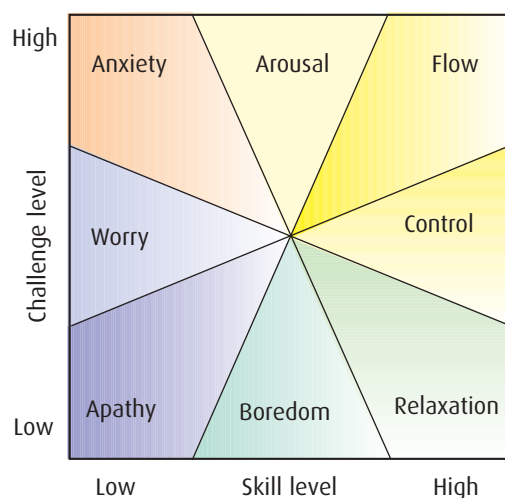 High
Anxiety
Arousal
Flow
Challenge level
Worry
Control
Apathy
Boredom
Relaxation
Low
Low
Skill level
High